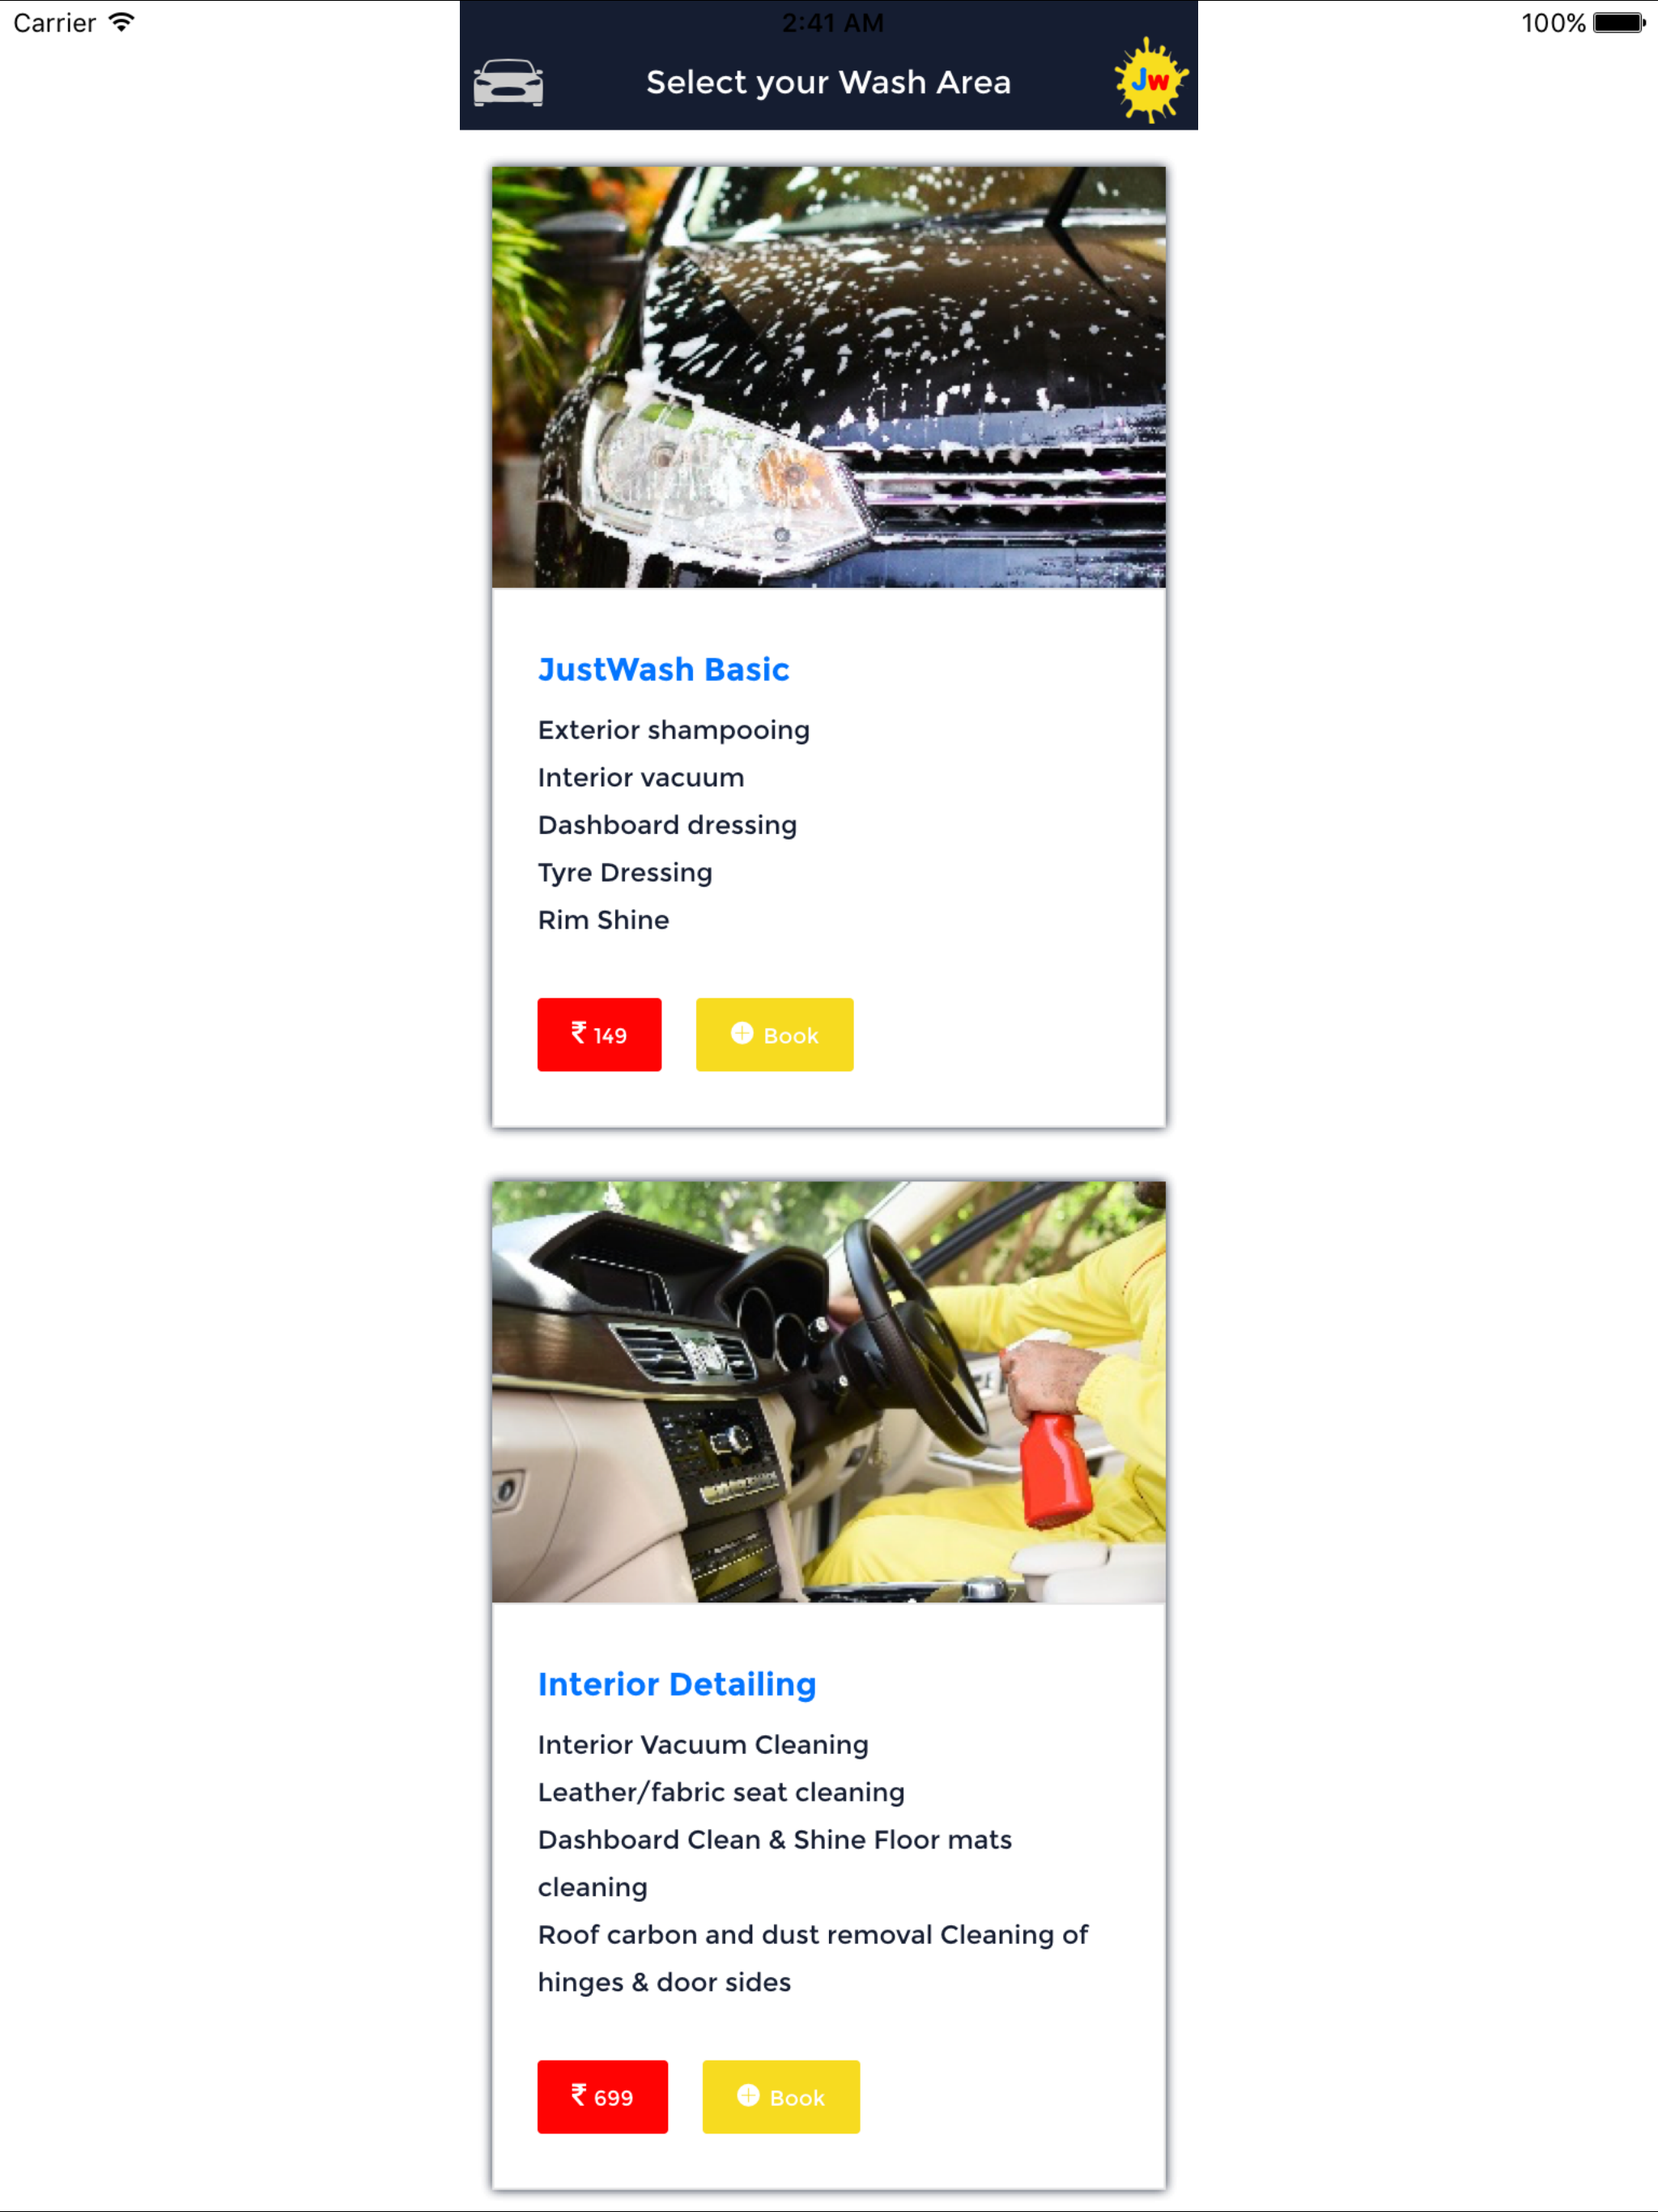 Carrier 2:41 AM 100%
Select your Wash Area
Jw
JustWash Basic
Exterior shampooing
Interior vacuum
Dashboard dressing
Tyre Dressing
Rim Shine
₹ 149 Book
Interior Detailing
Interior Vacuum Cleaning
Leather/fabric seat cleaning
Dashboard Clean & Shine Floor mats
cleaning
Roof carbon and dust removal Cleaning of
hinges & door sides
₹ 699 Book